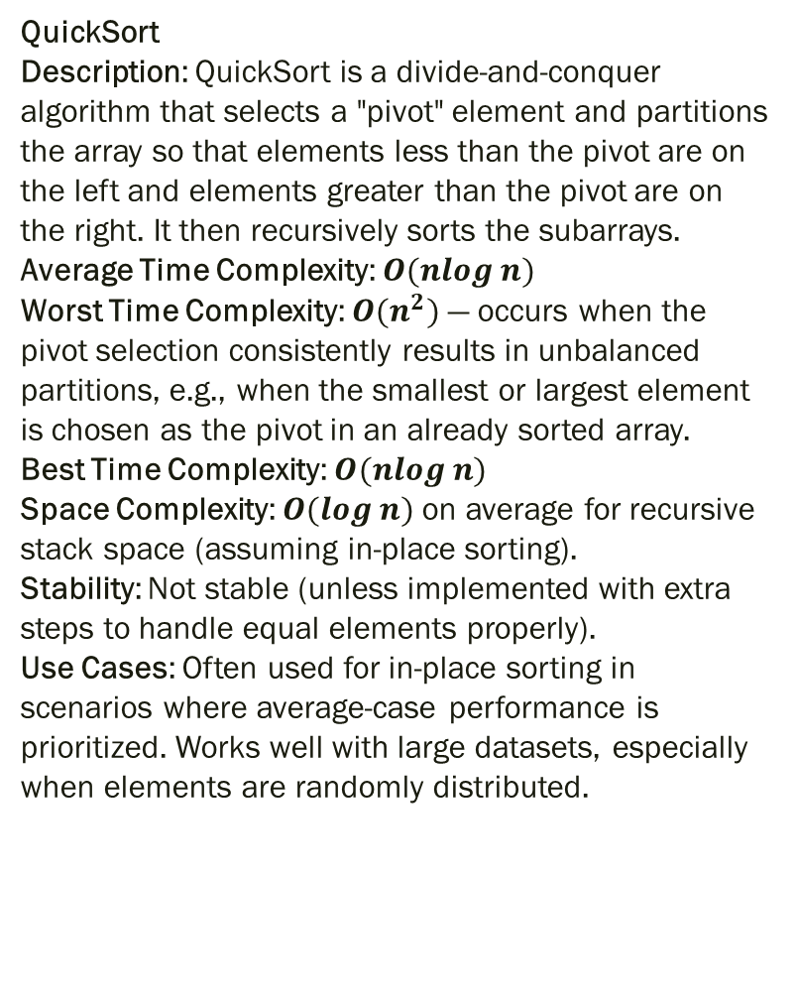 QuickSort
Description: QuickSort is a divide-and-conquer
algorithm that selects a "pivot" element and partitions
the array so that elements less than the pivot are on
the left and elements greater than the pivot are on
the right. It then recursively sorts the subarrays.
Average Time Complexity: O(nlog n)
Worst Time Complexity: O(n²) — occurs when the
pivot selection consistently results in unbalanced
partitions, e.g., when the smallest or largest element
is chosen as the pivot in an already sorted array.
Best Time Complexity: O(nlog n)
Space Complexity: O(log n) on average for recursive
stack space (assuming in-place sorting).
Stability: Not stable (unless implemented with extra
steps to handle equal elements properly).
Use Cases: Often used for in-place sorting in
scenarios where average-case performance is
prioritized. Works well with large datasets, especially
when elements are randomly distributed.